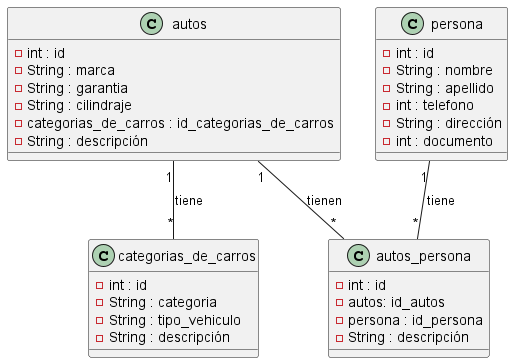 C autos
int : id
String : marca
String : garantia
String : cilindraje
categorias_de_carros : id_categorias_de_carros
String : descripción
C persona
int : id
String : nombre
String : apellido
int : telefono
String : dirección
int : documento
1
tiene
*
1
tienen
*
1
tiene
*
C categorias_de_carros
int : id
String : categoria
String : tipo_vehiculo
String : descripción
C autos_persona
int : id
autos: id_autos
persona : id_persona
String : descripción